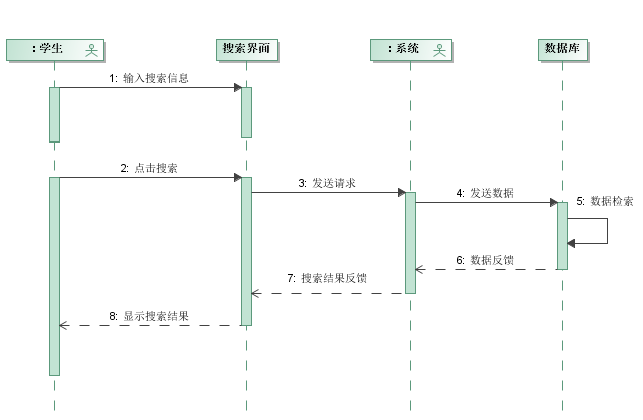 ：学生
搜索界面
：系统
数据库
1: 输入搜索信息
2: 点击搜索
3: 发送请求
4: 发送数据
5: 数据检索
6: 数据反馈
7: 搜索结果反馈
8: 显示搜索结果